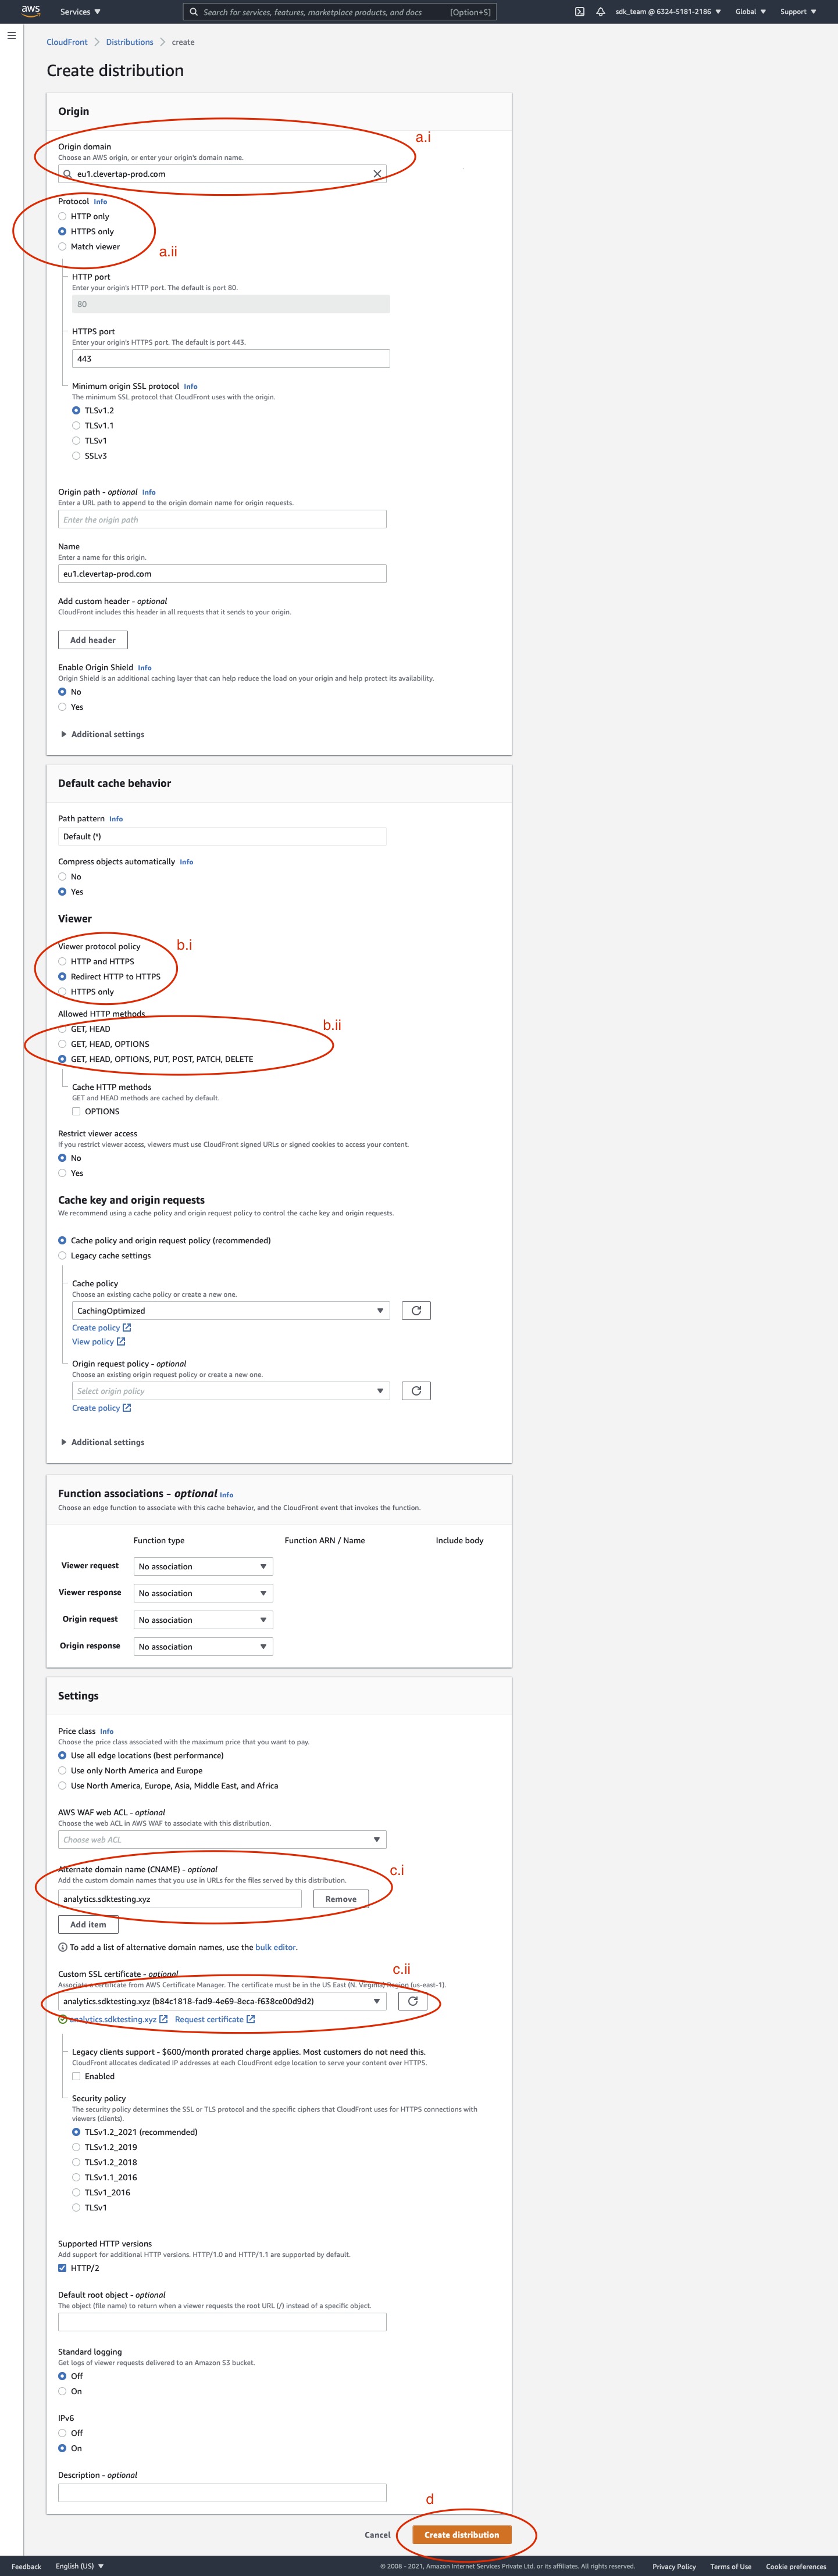 aws
Services
Search for services, features, marketplace products, and docs [Option+S]
sdk_team @ 6324-5181-2186
Global
Support
CloudFront > Distributions > create
Create distribution
Origin
a.i
Origin domain
Choose an AWS origin, or enter your origin's domain name.
eu1.clevertap-prod.com
Protocol Info
HTTP only
HTTPS only
Match viewer
a.ii
HTTP port
Enter your origin's HTTP port. The default is port 80.
80
HTTPS port
Enter your origin's HTTPS port. The default is port 443.
443
Minimum origin SSL protocol Info
The minimum SSL protocol that CloudFront uses with the origin.
TLSv1.2
TLSv1.1
TLSv1
SSLv3
Origin path - optional Info
Enter a URL path to append to the origin domain name for origin requests.
Enter the origin path
Name
Enter a name for this origin.
eu1.clevertap-prod.com
Add custom header - optional
CloudFront includes this header in all requests that it sends to your origin.
Add header
Enable Origin Shield Info
Origin Shield is an additional caching layer that can help reduce the load on your origin and help protect its availability.
No
Yes
Additional settings
Default cache behavior
Path pattern Info
Default (*)
Compress objects automatically Info
No
Yes
Viewer
b.i
Viewer protocol policy
HTTP and HTTPS
Redirect HTTP to HTTPS
HTTPS only
Allowed HTTP methods
b.ii
GET, HEAD
GET, HEAD, OPTIONS
GET, HEAD, OPTIONS, PUT, POST, PATCH, DELETE
Cache HTTP methods
GET and HEAD methods are cached by default.
OPTIONS
Restrict viewer access
If you restrict viewer access, viewers must use CloudFront signed URLs or signed cookies to access your content.
No
Yes
Cache key and origin requests
We recommend using a cache policy and origin request policy to control the cache key and origin requests.
Cache policy and origin request policy (recommended)
Legacy cache settings
Cache policy
Choose an existing cache policy or create a new one.
CachingOptimized
Create policy
View policy
Origin request policy - optional
Choose an existing origin request policy or create a new one.
Select origin policy
Create policy
Additional settings
Function associations - optional Info
Choose an edge function to associate with this cache behavior, and the CloudFront event that invokes the function.
Function type Function ARN / Name Include body
Viewer request No association
Viewer response No association
Origin request No association
Origin response No association
Settings
Price class Info
Choose the price class associated with the maximum price that you want to pay.
Use all edge locations (best performance)
Use only North America and Europe
Use North America, Europe, Asia, Middle East, and Africa
AWS WAF web ACL - optional
Choose the web ACL in AWS WAF to associate with this distribution.
Choose web ACL
Alternate domain name (CNAME) - optional
c.i
Add the custom domain names that you use in URLs for the files served by this distribution.
analytics.sdktesting.xyz Remove
Add item
To add a list of alternative domain names, use the bulk editor.
c.ii
Custom SSL certificate - optional
Associate a certificate from AWS Certificate Manager. The certificate must be in the US East (N. Virginia) Region (us-east-1).
analytics.sdktesting.xyz (b84c1818-fad9-4e69-8eca-f638ce00d9d2)
analytics.sdktesting.xyz Request certificate
Legacy clients support - $600/month prorated charge applies. Most customers do not need this.
CloudFront allocates dedicated IP addresses at each CloudFront edge location to serve your content over HTTPS.
Enabled
Security policy
The security policy determines the SSL or TLS protocol and the specific ciphers that CloudFront uses for HTTPS connections with
viewers (clients).
TLSv1.2_2021 (recommended)
TLSv1.2_2019
TLSv1.2_2018
TLSv1.1_2016
TLSv1_2016
TLSv1
Supported HTTP versions
Add support for additional HTTP versions. HTTP/1.0 and HTTP/1.1 are supported by default.
HTTP/2
Default root object - optional
The object (file name) to return when a viewer requests the root URL (/) instead of a specific object.
Standard logging
Get logs of viewer requests delivered to an Amazon S3 bucket.
Off
On
IPv6
Off
On
Description - optional
d
Cancel Create distribution
Feedback English (US) © 2008 - 2021, Amazon Internet Services Private Ltd. or its affiliates. All rights reserved. Privacy Policy Terms of Use Cookie preferences